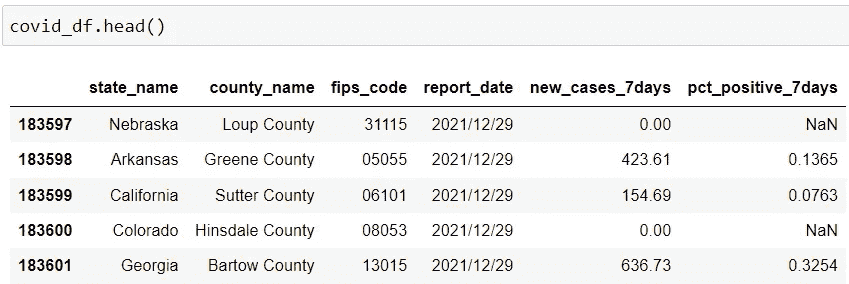 covid_df.head()
state_name county_name fips_code report_date new_cases_7days pct_positive_7days
183597 Nebraska Loup County 31115 2021/12/29 0.00 NaN
183598 Arkansas Greene County 05055 2021/12/29 423.61 0.1365
183599 California Sutter County 06101 2021/12/29 154.69 0.0763
183600 Colorado Hinsdale County 08053 2021/12/29 0.00 NaN
183601 Georgia Bartow County 13015 2021/12/29 636.73 0.3254